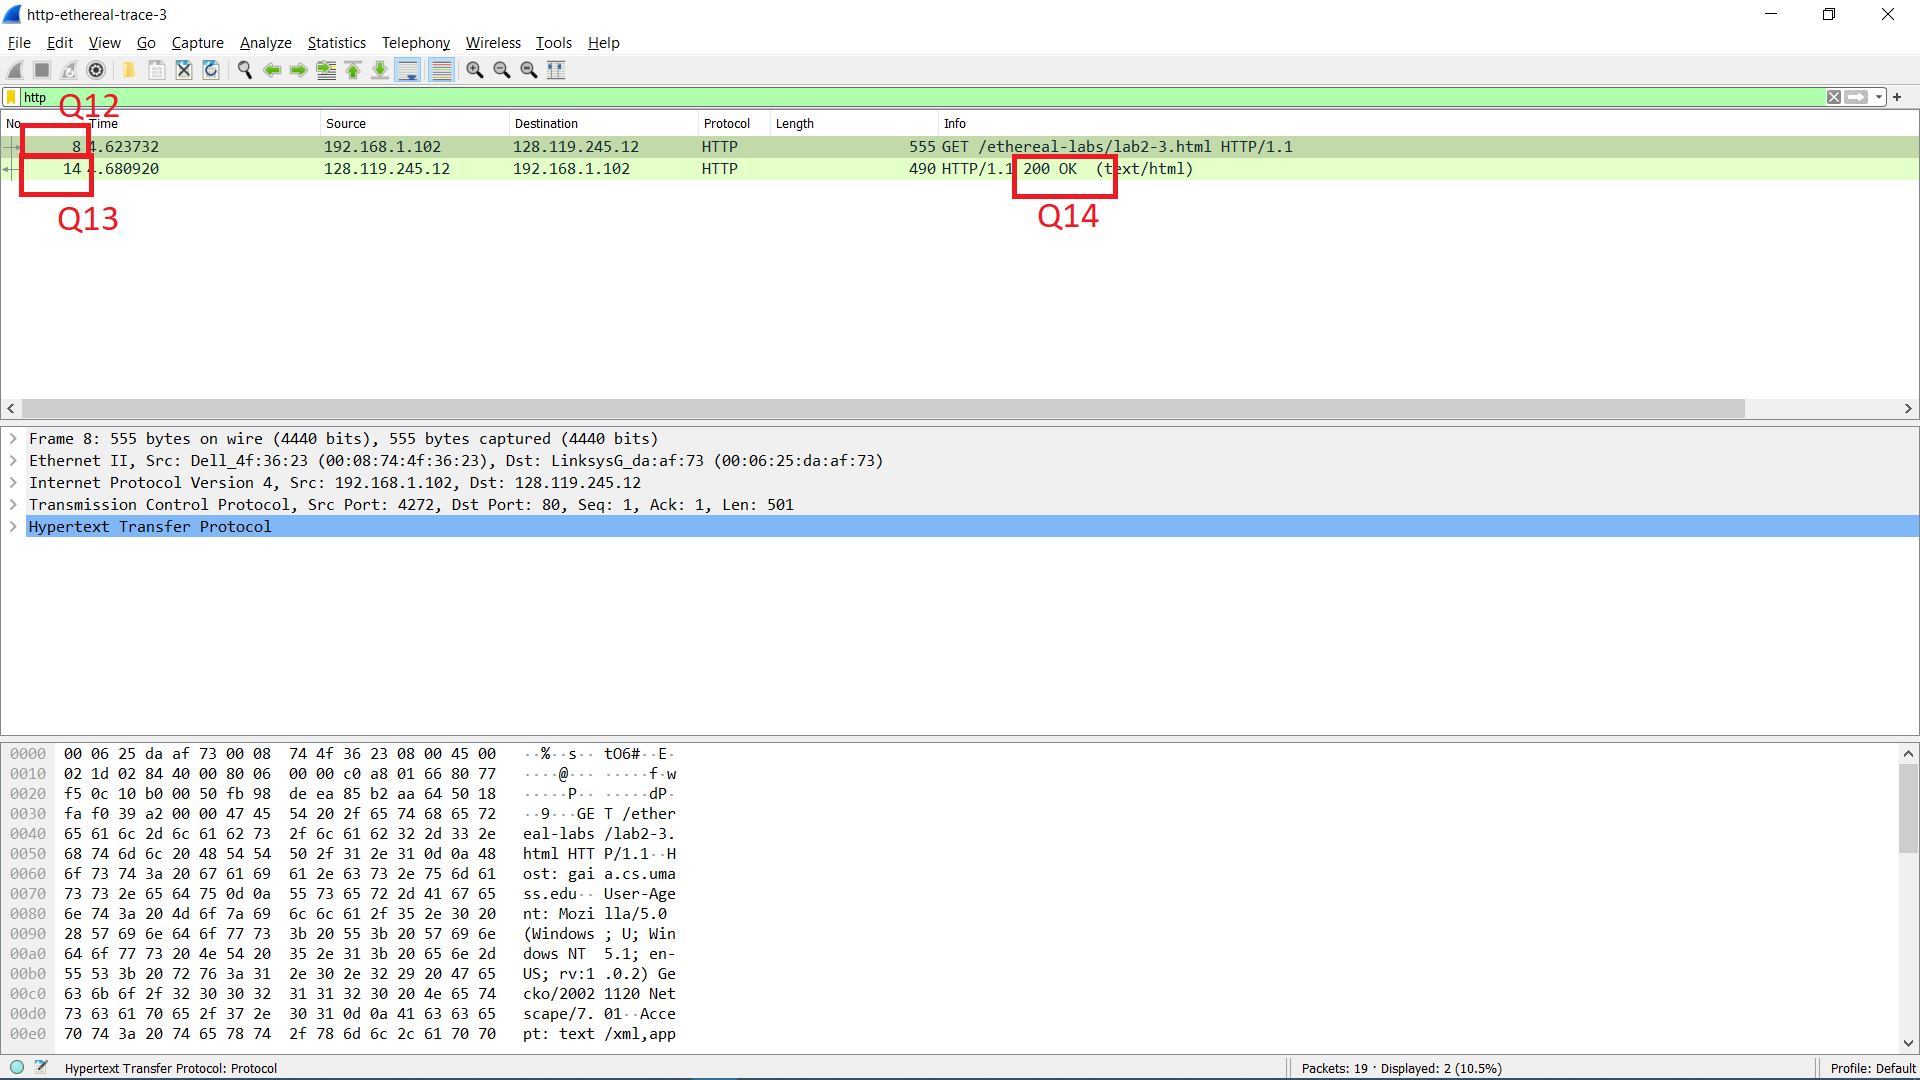 http-ethereal-trace-3
File Edit View Go Capture Analyze Statistics Telephony Wireless Tools Help
http
Q12
No. Time Source Destination Protocol Length Info
8 4.623732 192.168.1.102 128.119.245.12 HTTP 555 GET /ethereal-labs/lab2-3.html HTTP/1.1
14 4.680920 128.119.245.12 192.168.1.102 HTTP 490 HTTP/1.1 200 OK (text/html)
Q13 Q14
Frame 8: 555 bytes on wire (4440 bits), 555 bytes captured (4440 bits)
Ethernet II, Src: Dell_4f:36:23 (00:08:74:4f:36:23), Dst: LinksysG_da:af:73 (00:06:25:da:af:73)
Internet Protocol Version 4, Src: 192.168.1.102, Dst: 128.119.245.12
Transmission Control Protocol, Src Port: 4272, Dst Port: 80, Seq: 1, Ack: 1, Len: 501
Hypertext Transfer Protocol
0000 00 06 25 da af 73 00 08 74 4f 36 23 08 00 45 00 ··%··s·· tO6#··E·
0010 02 1d 02 84 40 00 80 06 00 00 c0 a8 01 66 80 77 ····@··· ·····f·w
0020 f5 0c 10 b0 00 50 fb 98 de ea 85 b2 aa 64 50 18 ·····P·· ·····dP·
0030 fa f0 39 a2 00 00 47 45 54 20 2f 65 74 68 65 72 ··9···GE T /ether
0040 65 61 6c 2d 6c 61 62 73 2f 6c 61 62 32 2d 33 2e eal-labs /lab2-3.
0050 68 74 6d 6c 20 48 54 54 50 2f 31 2e 31 0d 0a 48 html HTT P/1.1··H
0060 6f 73 74 3a 20 67 61 69 61 2e 63 73 2e 75 6d 61 ost: gai a.cs.uma
0070 73 73 2e 65 64 75 0d 0a 55 73 65 72 2d 41 67 65 ss.edu·· User-Age
0080 6e 74 3a 20 4d 6f 7a 69 6c 6c 61 2f 35 2e 30 20 nt: Mozi lla/5.0
0090 28 57 69 6e 64 6f 77 73 3b 20 55 3b 20 57 69 6e (Windows ; U; Win
00a0 64 6f 77 73 20 4e 54 20 35 2e 31 3b 20 65 6e 2d dows NT 5.1; en-
00b0 55 53 3b 20 72 76 3a 31 2e 30 2e 32 29 20 47 65 US; rv:1 .0.2) Ge
00c0 63 6b 6f 2f 32 30 30 32 31 31 32 30 20 4e 65 74 cko/2002 1120 Net
00d0 73 63 61 70 65 2f 37 2e 30 31 0d 0a 41 63 63 65 scape/7. 01··Acce
00e0 70 74 3a 20 74 65 78 74 2f 78 6d 6c 2c 61 70 70 pt: text /xml,app
Hypertext Transfer Protocol: Protocol Packets: 19 · Displayed: 2 (10.5%) Profile: Default